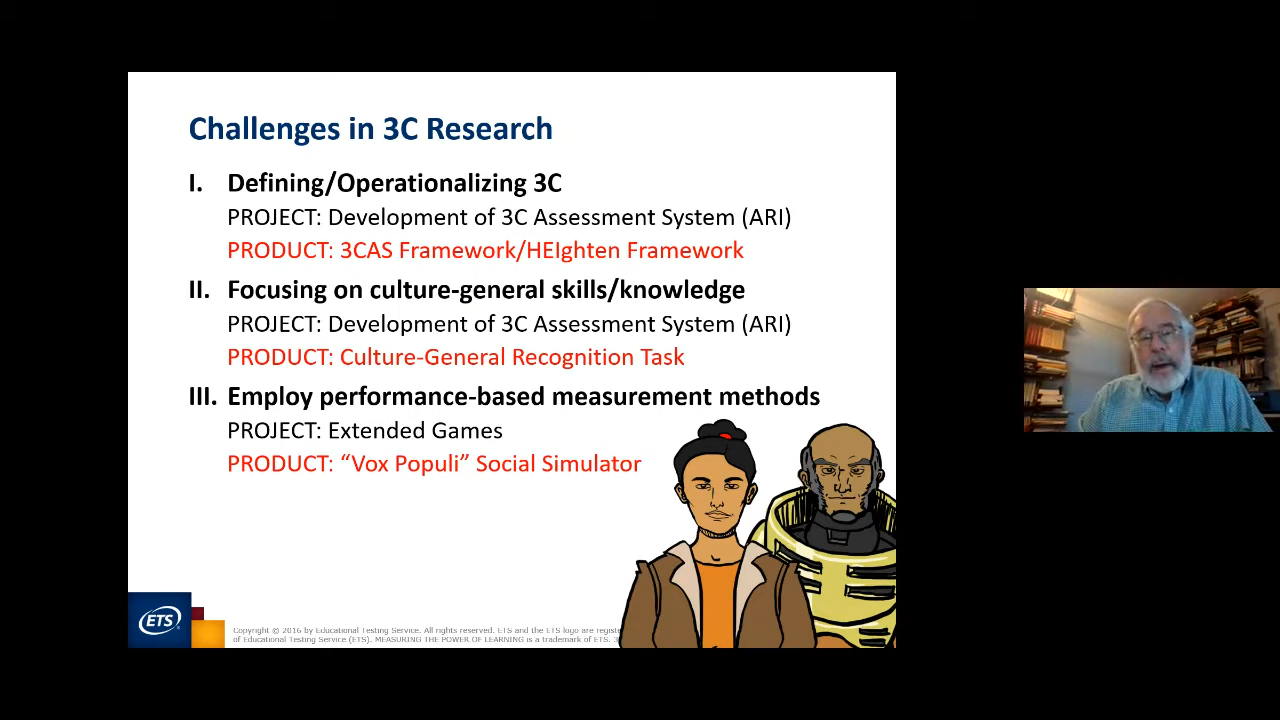 Challenges in 3C Research
I. Defining/Operationalizing 3C
PROJECT: Development of 3C Assessment System (ARI)
PRODUCT: 3CAS Framework/HEIghten Framework
II. Focusing on culture-general skills/knowledge
PROJECT: Development of 3C Assessment System (ARI)
PRODUCT: Culture-General Recognition Task
III. Employ performance-based measurement methods
PROJECT: Extended Games
PRODUCT: “Vox Populi” Social Simulator
ETS
Copyright © 2016 by Educational Testing Service. All rights reserved. ETS and the ETS logo are
of Educational Testing Service (ETS). MEASURING THE POWER OF LEARNING is a trademark of ETS.